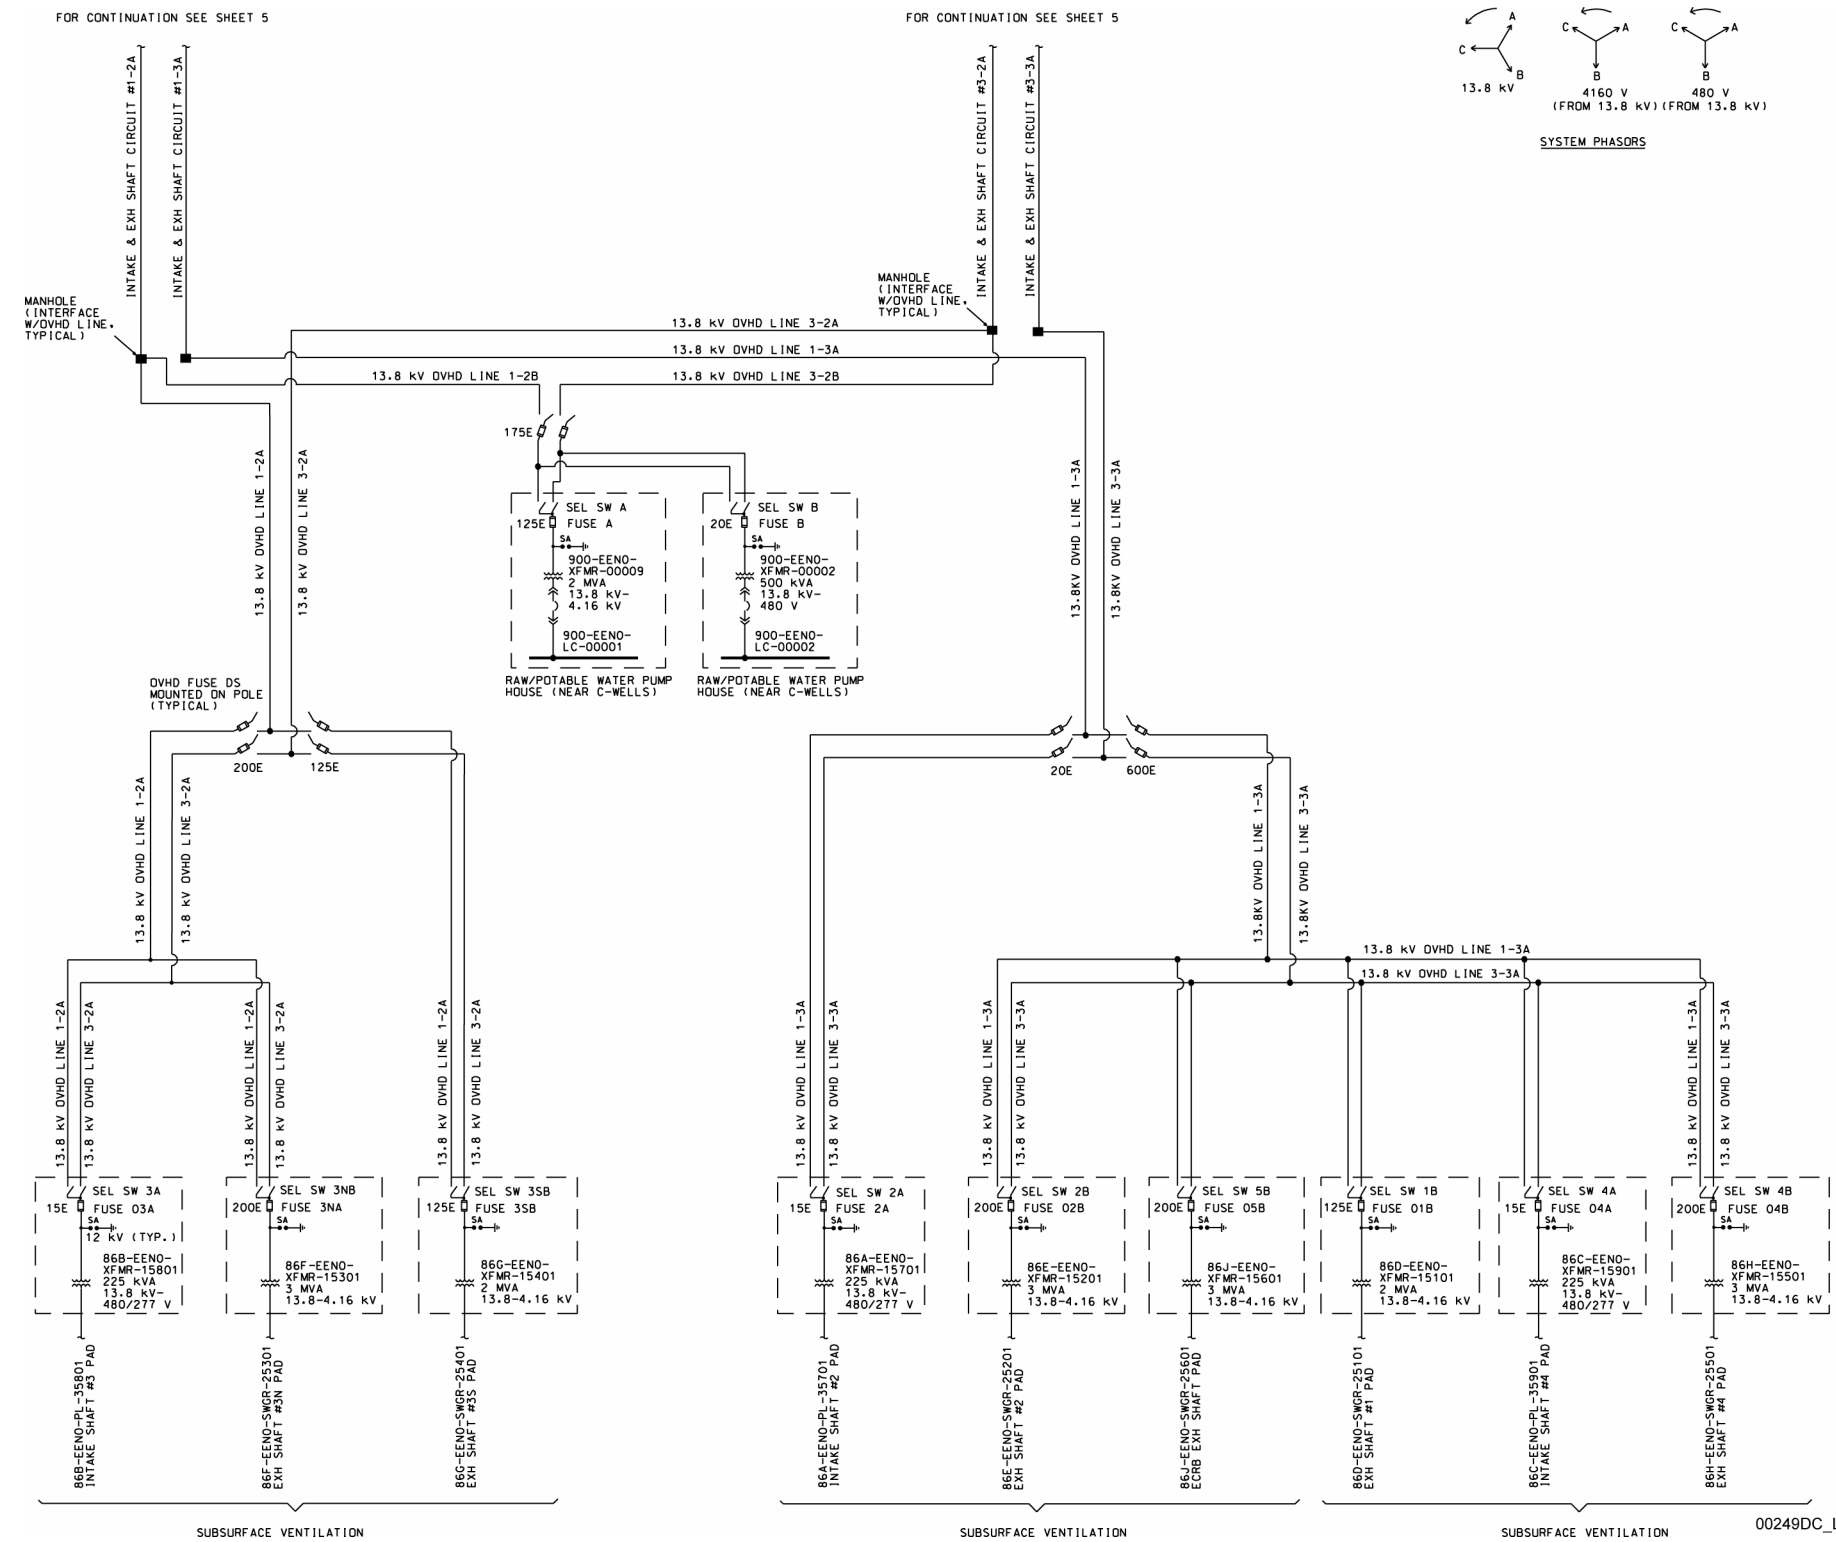 FOR CONTINUATION SEE SHEET 5
FOR CONTINUATION SEE SHEET 5
INTAKE & EXH SHAFT CIRCUIT #1-2A
INTAKE & EXH SHAFT CIRCUIT #1-3A
INTAKE & EXH SHAFT CIRCUIT #3-2A
INTAKE & EXH SHAFT CIRCUIT #3-3A
A
C
B
13.8 kV
C
A
B
4160 V
(FROM 13.8 kV)
C
A
B
480 V
(FROM 13.8 kV)
SYSTEM PHASORS
MANHOLE
(INTERFACE
W/OVHD LINE,
TYPICAL)
MANHOLE
(INTERFACE
W/OVHD LINE,
TYPICAL)
13.8 kV OVHD LINE 3-2A
13.8 kV OVHD LINE 1-3A
13.8 kV OVHD LINE 1-2B
13.8 kV OVHD LINE 3-2B
175E
13.8 kV OVHD LINE 1-2A
13.8 kV OVHD LINE 3-2A
13.8KV OVHD LINE 1-3A
13.8KV OVHD LINE 3-3A
SEL SW A
125E
FUSE A
SA
900-EENO-
XFMR-00009
2 MVA
13.8 kV-
4.16 kV
900-EENO-
LC-00001
RAW/POTABLE WATER PUMP
HOUSE (NEAR C-WELLS)
SEL SW B
20E
FUSE B
SA
900-EENO-
XFMR-00002
500 kVA
13.8 kV-
480 V
900-EENO-
LC-00002
RAW/POTABLE WATER PUMP
HOUSE (NEAR C-WELLS)
OVHD FUSE DS
MOUNTED ON POLE
(TYPICAL)
200E
125E
20E
600E
13.8 kV OVHD LINE 1-2A
13.8 kV OVHD LINE 3-2A
13.8KV OVHD LINE 1-3A
13.8KV OVHD LINE 3-3A
13.8 kV OVHD LINE 1-3A
13.8 kV OVHD LINE 3-3A
13.8 kV OVHD LINE 1-2A
13.8 kV OVHD LINE 3-2A
13.8 kV OVHD LINE 1-2A
13.8 kV OVHD LINE 3-2A
13.8 kV OVHD LINE 1-2A
13.8 kV OVHD LINE 3-2A
13.8 kV OVHD LINE 1-3A
13.8 kV OVHD LINE 3-3A
13.8 kV OVHD LINE 1-3A
13.8 kV OVHD LINE 3-3A
13.8 kV OVHD LINE 1-3A
13.8 kV OVHD LINE 3-3A
SEL SW 3A
15E
FUSE 03A
SA
12 kV (TYP.)
86B-EENO-
XFMR-15801
225 kVA
13.8 kV-
480/277 V
86B-EENO-PL-35801
INTAKE SHAFT #3 PAD
SEL SW 3NB
200E
FUSE 3NA
SA
86F-EENO-
XFMR-15301
3 MVA
13.8-4.16 kV
86F-EENO-SWGR-25301
EXH SHAFT #3N PAD
SEL SW 3SB
125E
FUSE 3SB
SA
86G-EENO-
XFMR-15401
2 MVA
13.8-4.16 kV
86G-EENO-SWGR-25401
EXH SHAFT #3S PAD
SEL SW 2A
15E
FUSE 2A
SA
86A-EENO-
XFMR-15701
225 kVA
13.8 kV-
480/277 V
86A-EENO-PL-35701
INTAKE SHAFT #2 PAD
SEL SW 2B
200E
FUSE 02B
SA
86E-EENO-
XFMR-15201
3 MVA
13.8-4.16 kV
86E-EENO-SWGR-25201
EXH SHAFT #2 PAD
SEL SW 5B
200E
FUSE 05B
SA
86J-EENO-
XFMR-15601
3 MVA
13.8-4.16 kV
86J-EENO-SWGR-25601
ECRB EXH SHAFT PAD
SEL SW 1B
125E
FUSE 01B
SA
86D-EENO-
XFMR-15101
2 MVA
13.8-4.16 kV
86D-EENO-SWGR-25101
EXH SHAFT #1 PAD
SEL SW 4A
15E
FUSE 04A
SA
86C-EENO-
XFMR-15901
225 kVA
13.8 kV-
480/277 V
86C-EENO-PL-35901
INTAKE SHAFT #4 PAD
SEL SW 4B
200E
FUSE 04B
SA
86H-EENO-
XFMR-15501
3 MVA
13.8-4.16 kV
86H-EENO-SWGR-25501
EXH SHAFT #4 PAD
SUBSURFACE VENTILATION
SUBSURFACE VENTILATION
SUBSURFACE VENTILATION
00249DC_L